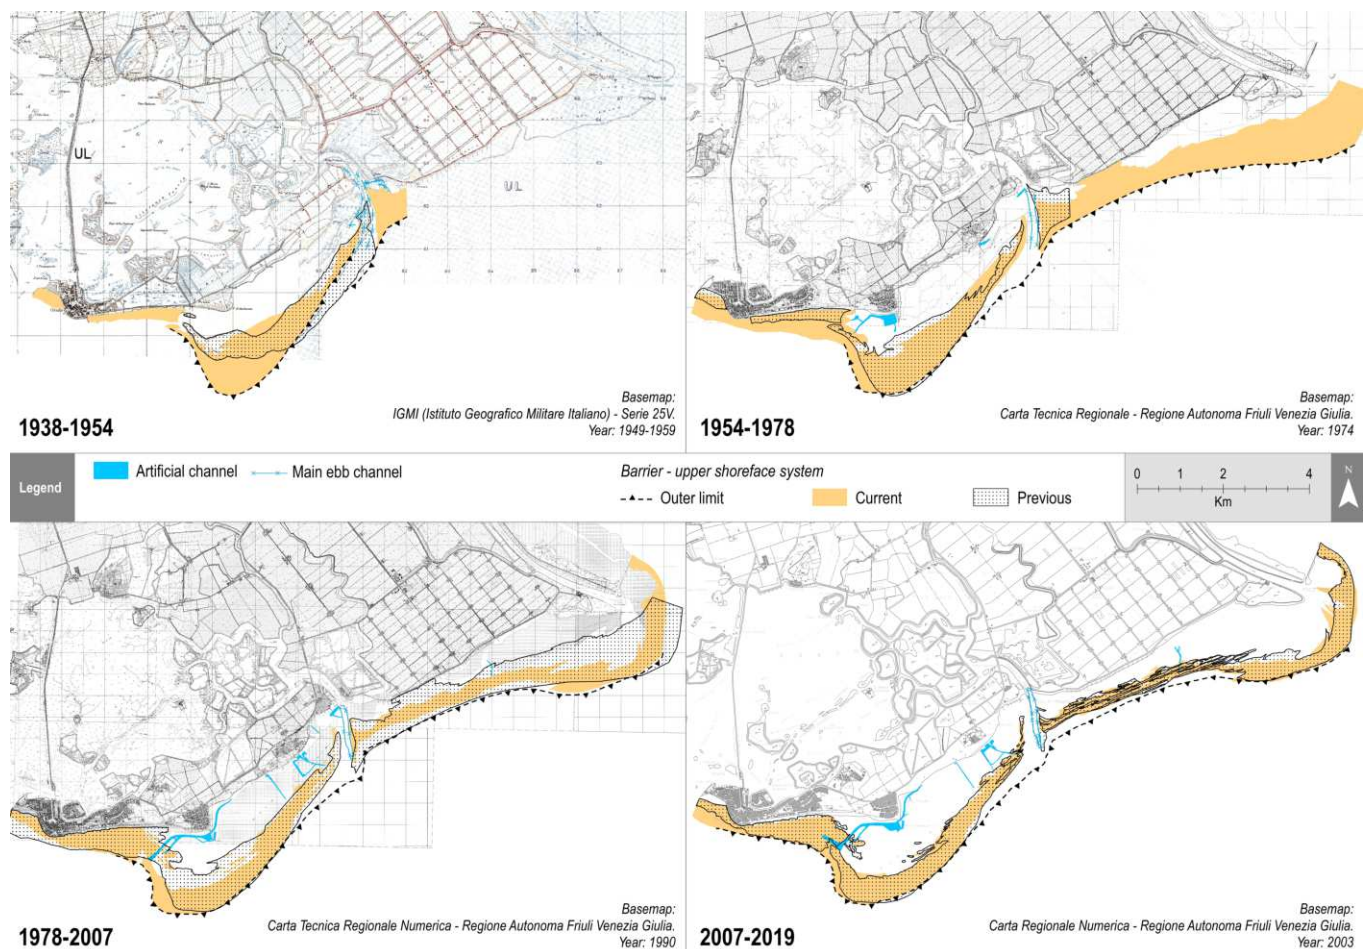 UL
UL
Basemap:
IGMI (Istituto Geografico Militare Italiano) - Serie 25V.
Year: 1949-1959
1938-1954
Basemap:
Carta Tecnica Regionale - Regione Autonoma Friuli Venezia Giulia.
Year: 1974
1954-1978
Legend
Artificial channel
Main ebb channel
Barrier - upper shoreface system
Outer limit
Current
Previous
0 1 2 4
Km
N
Basemap:
Carta Tecnica Regionale Numerica - Regione Autonoma Friuli Venezia Giulia.
Year: 1990
1978-2007
Basemap:
Carta Regionale Numerica - Regione Autonoma Friuli Venezia Giulia.
Year: 2003
2007-2019